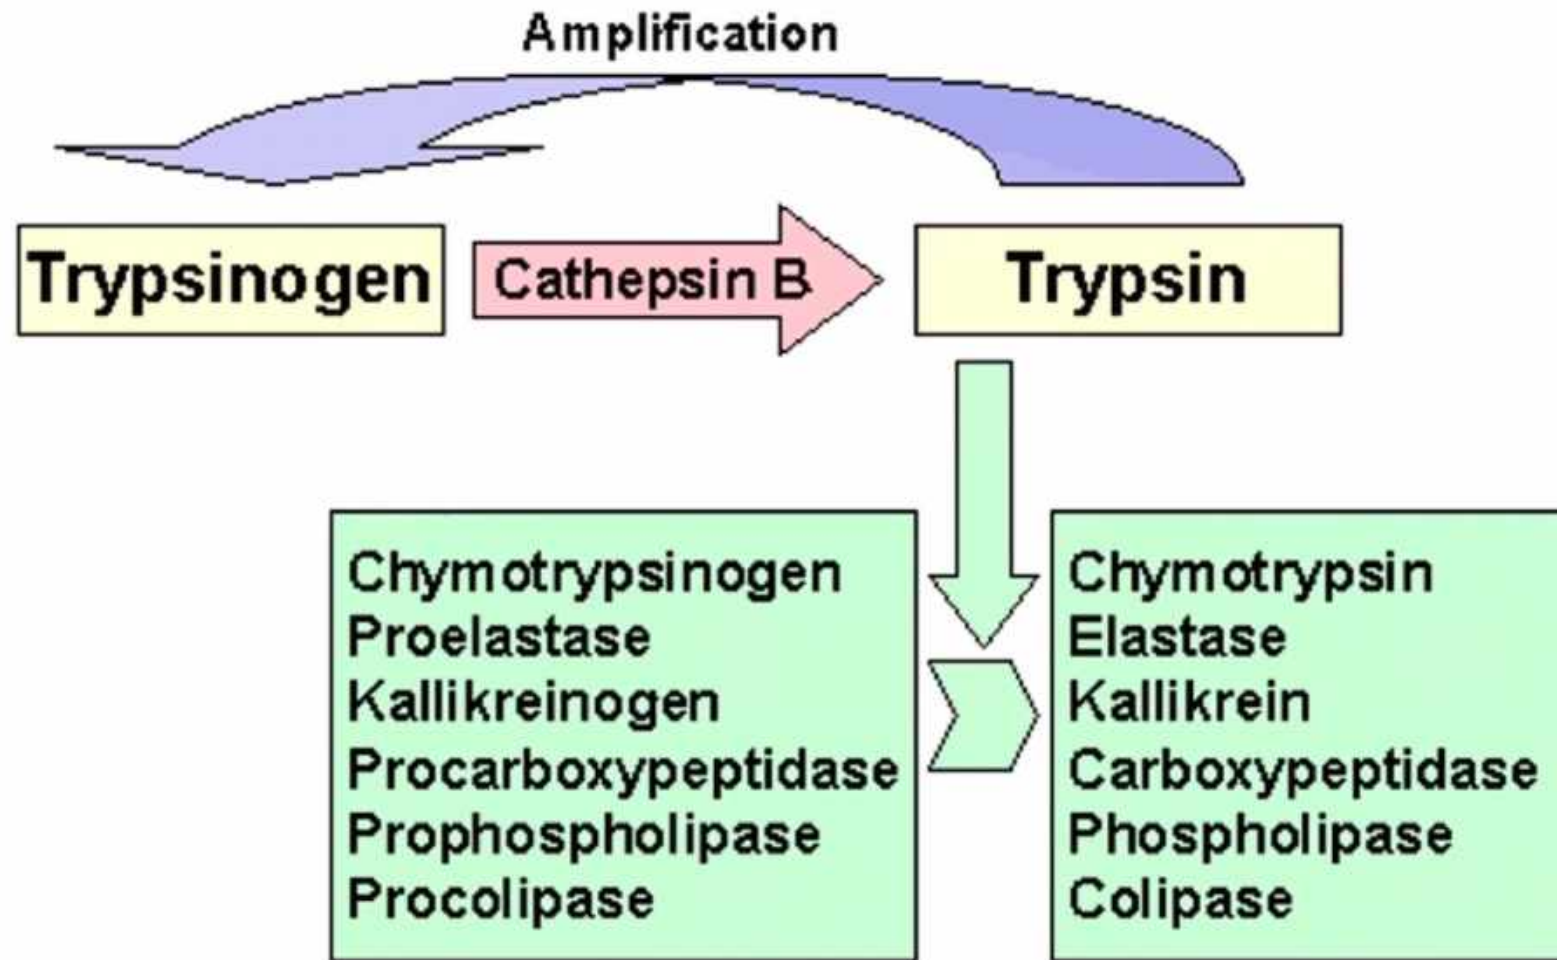 Amplification
Trypsinogen
Cathepsin B
Trypsin
Chymotrypsinogen
Proelastase
Kallikreinogen
Procarboxypeptidase
Prophospholipase
Procolipase
Chymotrypsin
Elastase
Kallikrein
Carboxypeptidase
Phospholipase
Colipase